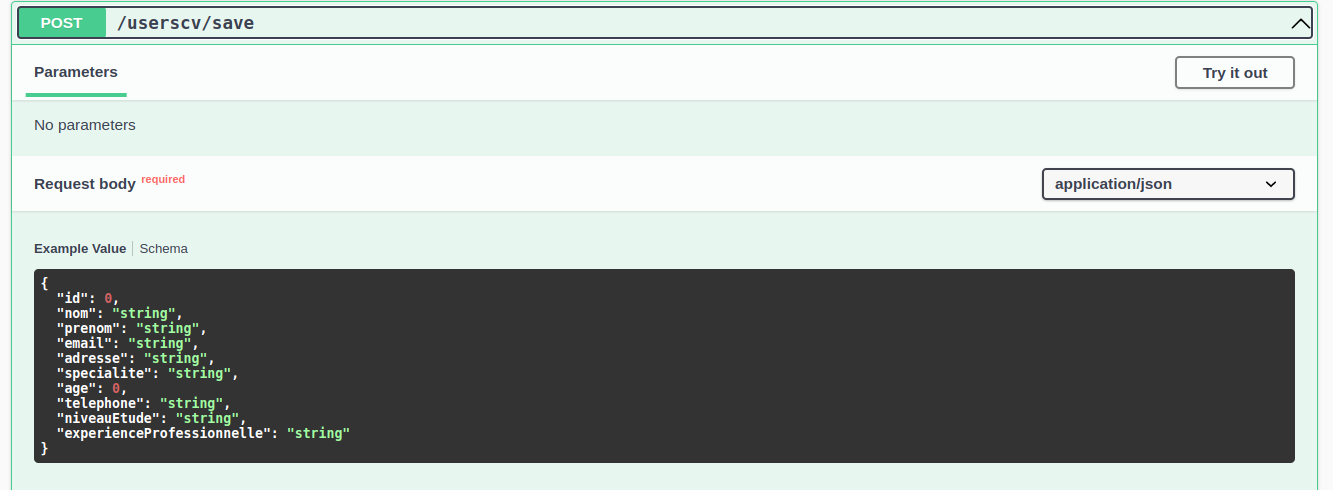 POST /userscv/save
Parameters
Try it out
No parameters
Request body required
application/json
Example Value
Schema
{
  "id": 0,
  "nom": "string",
  "prenom": "string",
  "email": "string",
  "adresse": "string",
  "specialite": "string",
  "age": 0,
  "telephone": "string",
  "niveauEtude": "string",
  "experienceProfessionnelle": "string"
}